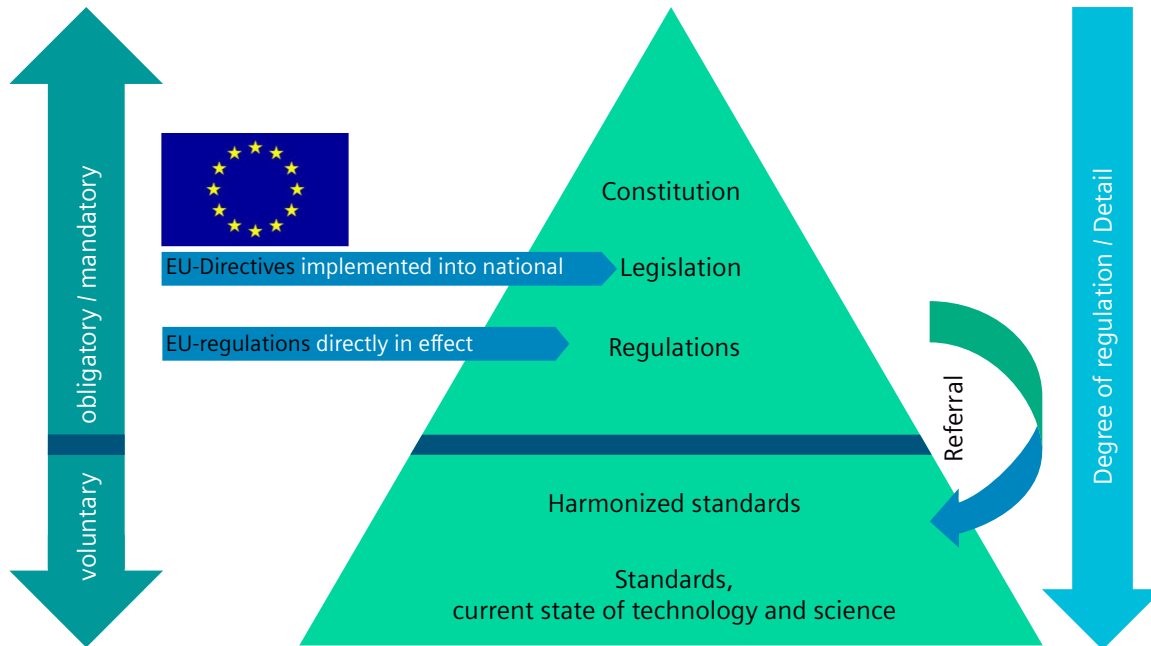 obligatory / mandatory
voluntary
Constitution
EU-Directives implemented into national
Legislation
EU-regulations directly in effect
Regulations
Harmonized standards
Standards,
current state of technology and science
Referral
Degree of regulation / Detail